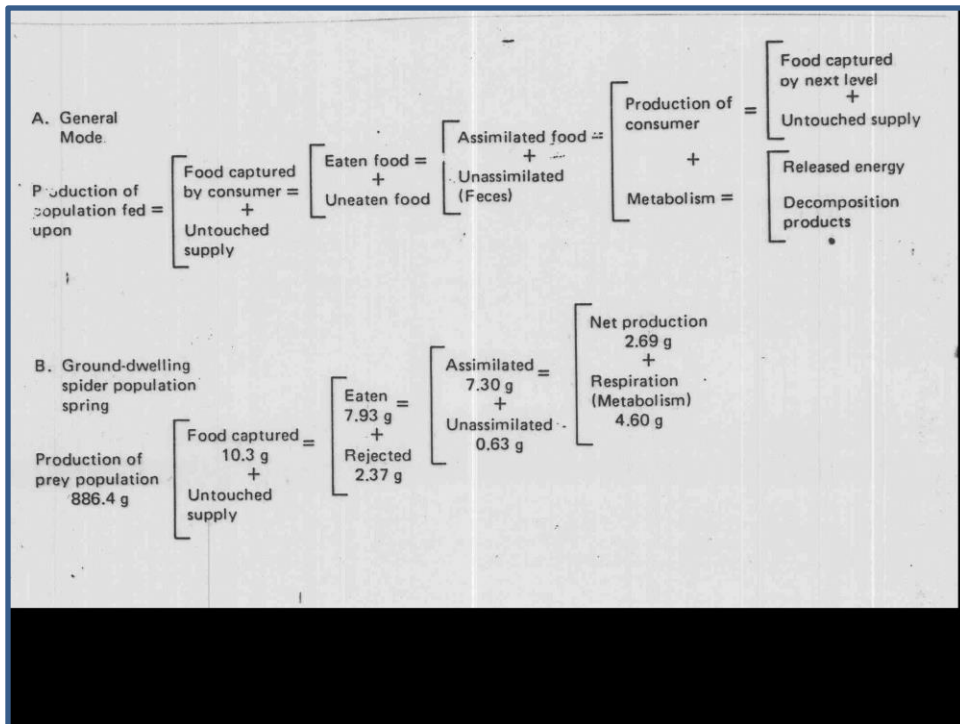 A. General
Mode
Production of
population fed =
upon
Food captured
by consumer =
+
Untouched
supply
Eaten food =
+
Uneaten food
Assimilated food =
+
Unassimilated
(Feces)
Production of
consumer
+
Metabolism =
=
Food captured
by next level
+
Untouched supply
Released energy
Decomposition
products
B. Ground-dwelling
spider population
spring
Production of
prey population
886.4 g
Food captured =
10.3 g
+
Untouched
supply
Eaten =
7.93 g
+
Rejected
2.37 g
Assimilated =
7.30 g
+
Unassimilated
0.63 g
Net production
2.69 g
+
Respiration
(Metabolism)
4.60 g